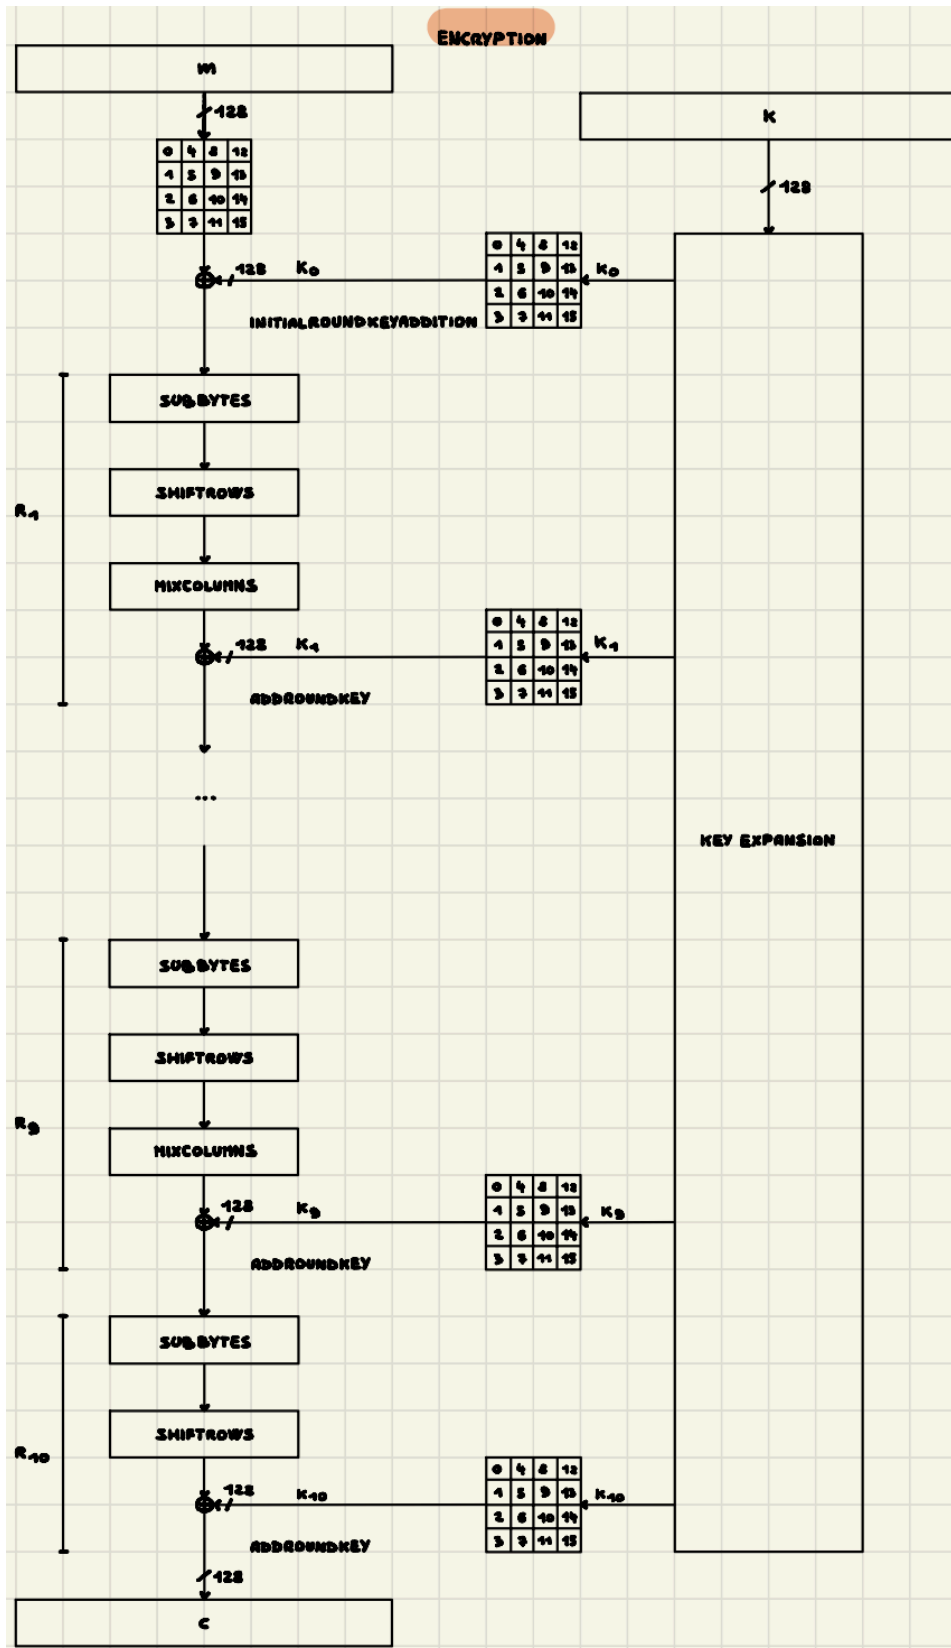 ENCRYPTION
m
128
K
128
0 4 8 12
1 5 9 13
2 6 10 14
3 7 11 15
0 4 8 12
1 5 9 13
2 6 10 14
3 7 11 15
128 K0
K0
INITIALROUNDKEYADDITION
SUBBYTES
SHIFTROWS
R1
MIXCOLUMNS
0 4 8 12
1 5 9 13
2 6 10 14
3 7 11 15
128 K1
K1
ADDROUNDKEY
...
KEY EXPANSION
SUBBYTES
SHIFTROWS
R9
MIXCOLUMNS
0 4 8 12
1 5 9 13
2 6 10 14
3 7 11 15
128 K9
K9
ADDROUNDKEY
SUBBYTES
SHIFTROWS
R10
0 4 8 12
1 5 9 13
2 6 10 14
3 7 11 15
128 K10
K10
ADDROUNDKEY
128
C